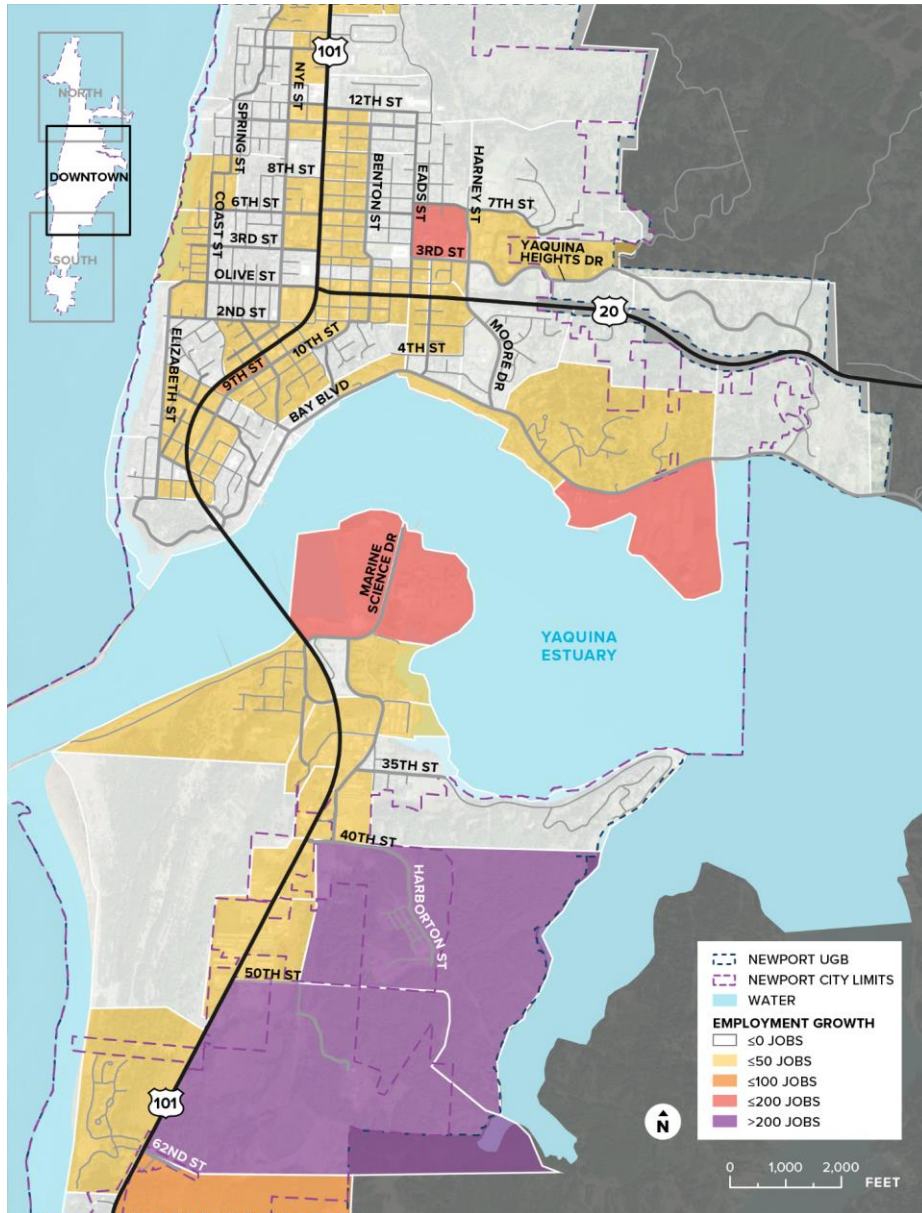 NORTH
DOWNTOWN
SOUTH
101
NYE ST
12TH ST
SPRING ST
BENTON ST
EADS ST
HARNEY ST
8TH ST
7TH ST
6TH ST
COAST ST
3RD ST
3RD ST
YAQUINA
HEIGHTS DR
OLIVE ST
2ND ST
20
10TH ST
4TH ST
MOORE DR
ELIZABETH ST
9TH ST
BAY BLVD
MARINE
SCIENCE DR
YAQUINA
ESTUARY
35TH ST
40TH ST
HARBORTON ST
50TH ST
101
62ND ST
NEWPORT UGB
NEWPORT CITY LIMITS
WATER
EMPLOYMENT GROWTH
≤0 JOBS
≤50 JOBS
≤100 JOBS
≤200 JOBS
>200 JOBS
N
0 1,000 2,000
FEET